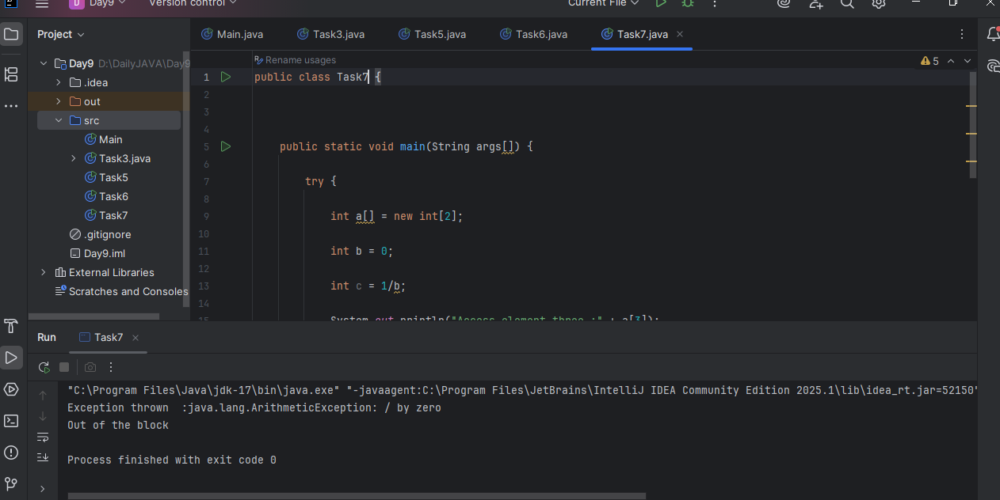 D Day9 Version control Current File
Project
Main.java Task3.java Task5.java Task6.java Task7.java
Day9 D:\DailyJAVA\Day9
.idea
out
src
Main
Task3.java
Task5
Task6
Task7
.gitignore
Day9.iml
External Libraries
Scratches and Consoles
Rename usages
5
1 public class Task7 {
2
3
4
5 public static void main(String args[]) {
6
7 try {
8
9 int a[] = new int[2];
10
11 int b = 0;
12
13 int c = 1/b;
14
15 System.out.println("Access element three :" + a[3]);
Run Task7
"C:\Program Files\Java\jdk-17\bin\java.exe" "-javaagent:C:\Program Files\JetBrains\IntelliJ IDEA Community Edition 2025.1\lib\idea_rt.jar=52150"
Exception thrown  :java.lang.ArithmeticException: / by zero
Out of the block
Process finished with exit code 0